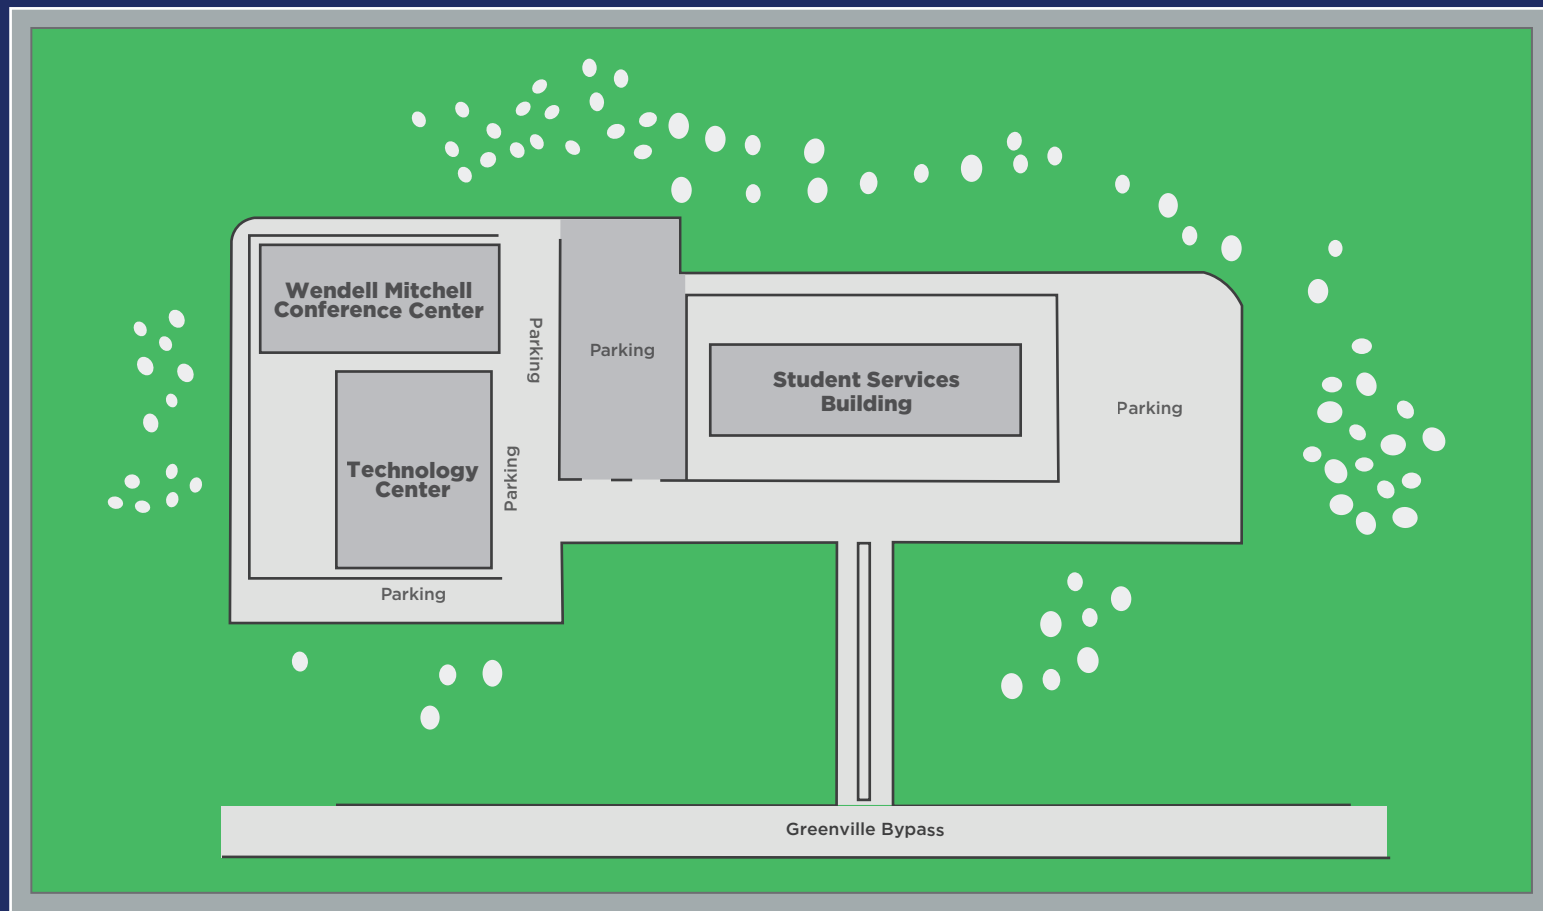 Wendell Mitchell
Conference Center
Parking
Parking
Student Services
Building
Parking
Technology
Center
Parking
Parking
Greenville Bypass